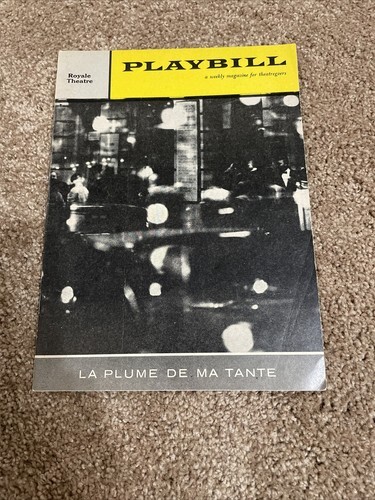 Royale
Theatre
PLAYBILL
a weekly magazine for theatregoers
LA PLUME DE MA TANTE